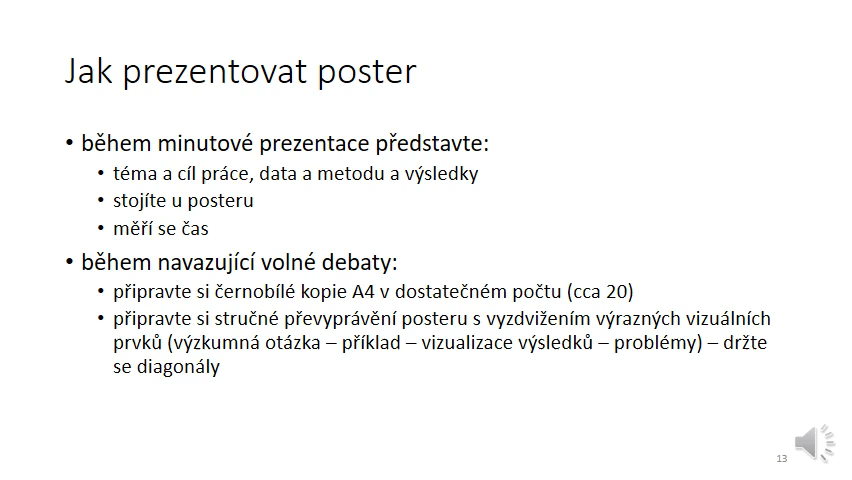 Jak prezentovat poster
• během minutové prezentace představte:
• téma a cíl práce, data a metodu a výsledky
• stojíte u posteru
• měří se čas
• během navazující volné debaty:
• připravte si černobílé kopie A4 v dostatečném počtu (cca 20)
• připravte si stručné převyprávění posteru s vyzdvižením výrazných vizuálních
prvků (výzkumná otázka – příklad – vizualizace výsledků – problémy) – držte
se diagonály
13